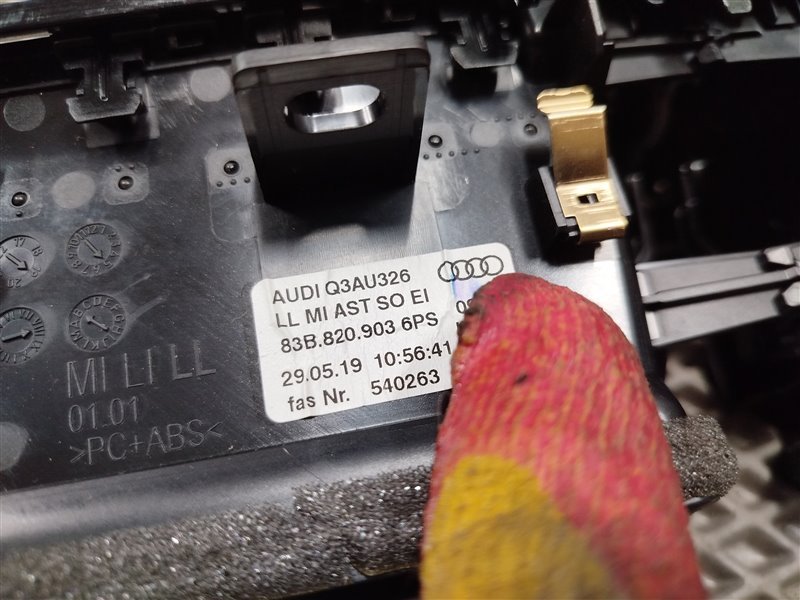 AUDI Q3AU326
LL MI AST SO EI
83B.820.903 6PS
29.05.19 10:56:41
fas Nr. 540263
MI LI LL
01.01
>PC+ABS<